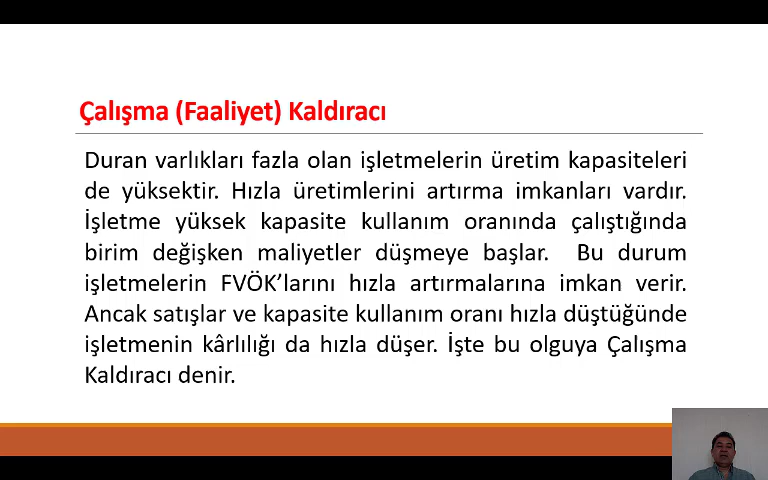 Çalışma (Faaliyet) Kaldıracı
Duran varlıkları fazla olan işletmelerin üretim kapasiteleri
de yüksektir. Hızla üretimlerini artırma imkanları vardır.
İşletme yüksek kapasite kullanım oranında çalıştığında
birim değişken maliyetler düşmeye başlar. Bu durum
işletmelerin FVÖK’larını hızla artırmalarına imkan verir.
Ancak satışlar ve kapasite kullanım oranı hızla düştüğünde
işletmenin kârlılığı da hızla düşer. İşte bu olguya Çalışma
Kaldıracı denir.